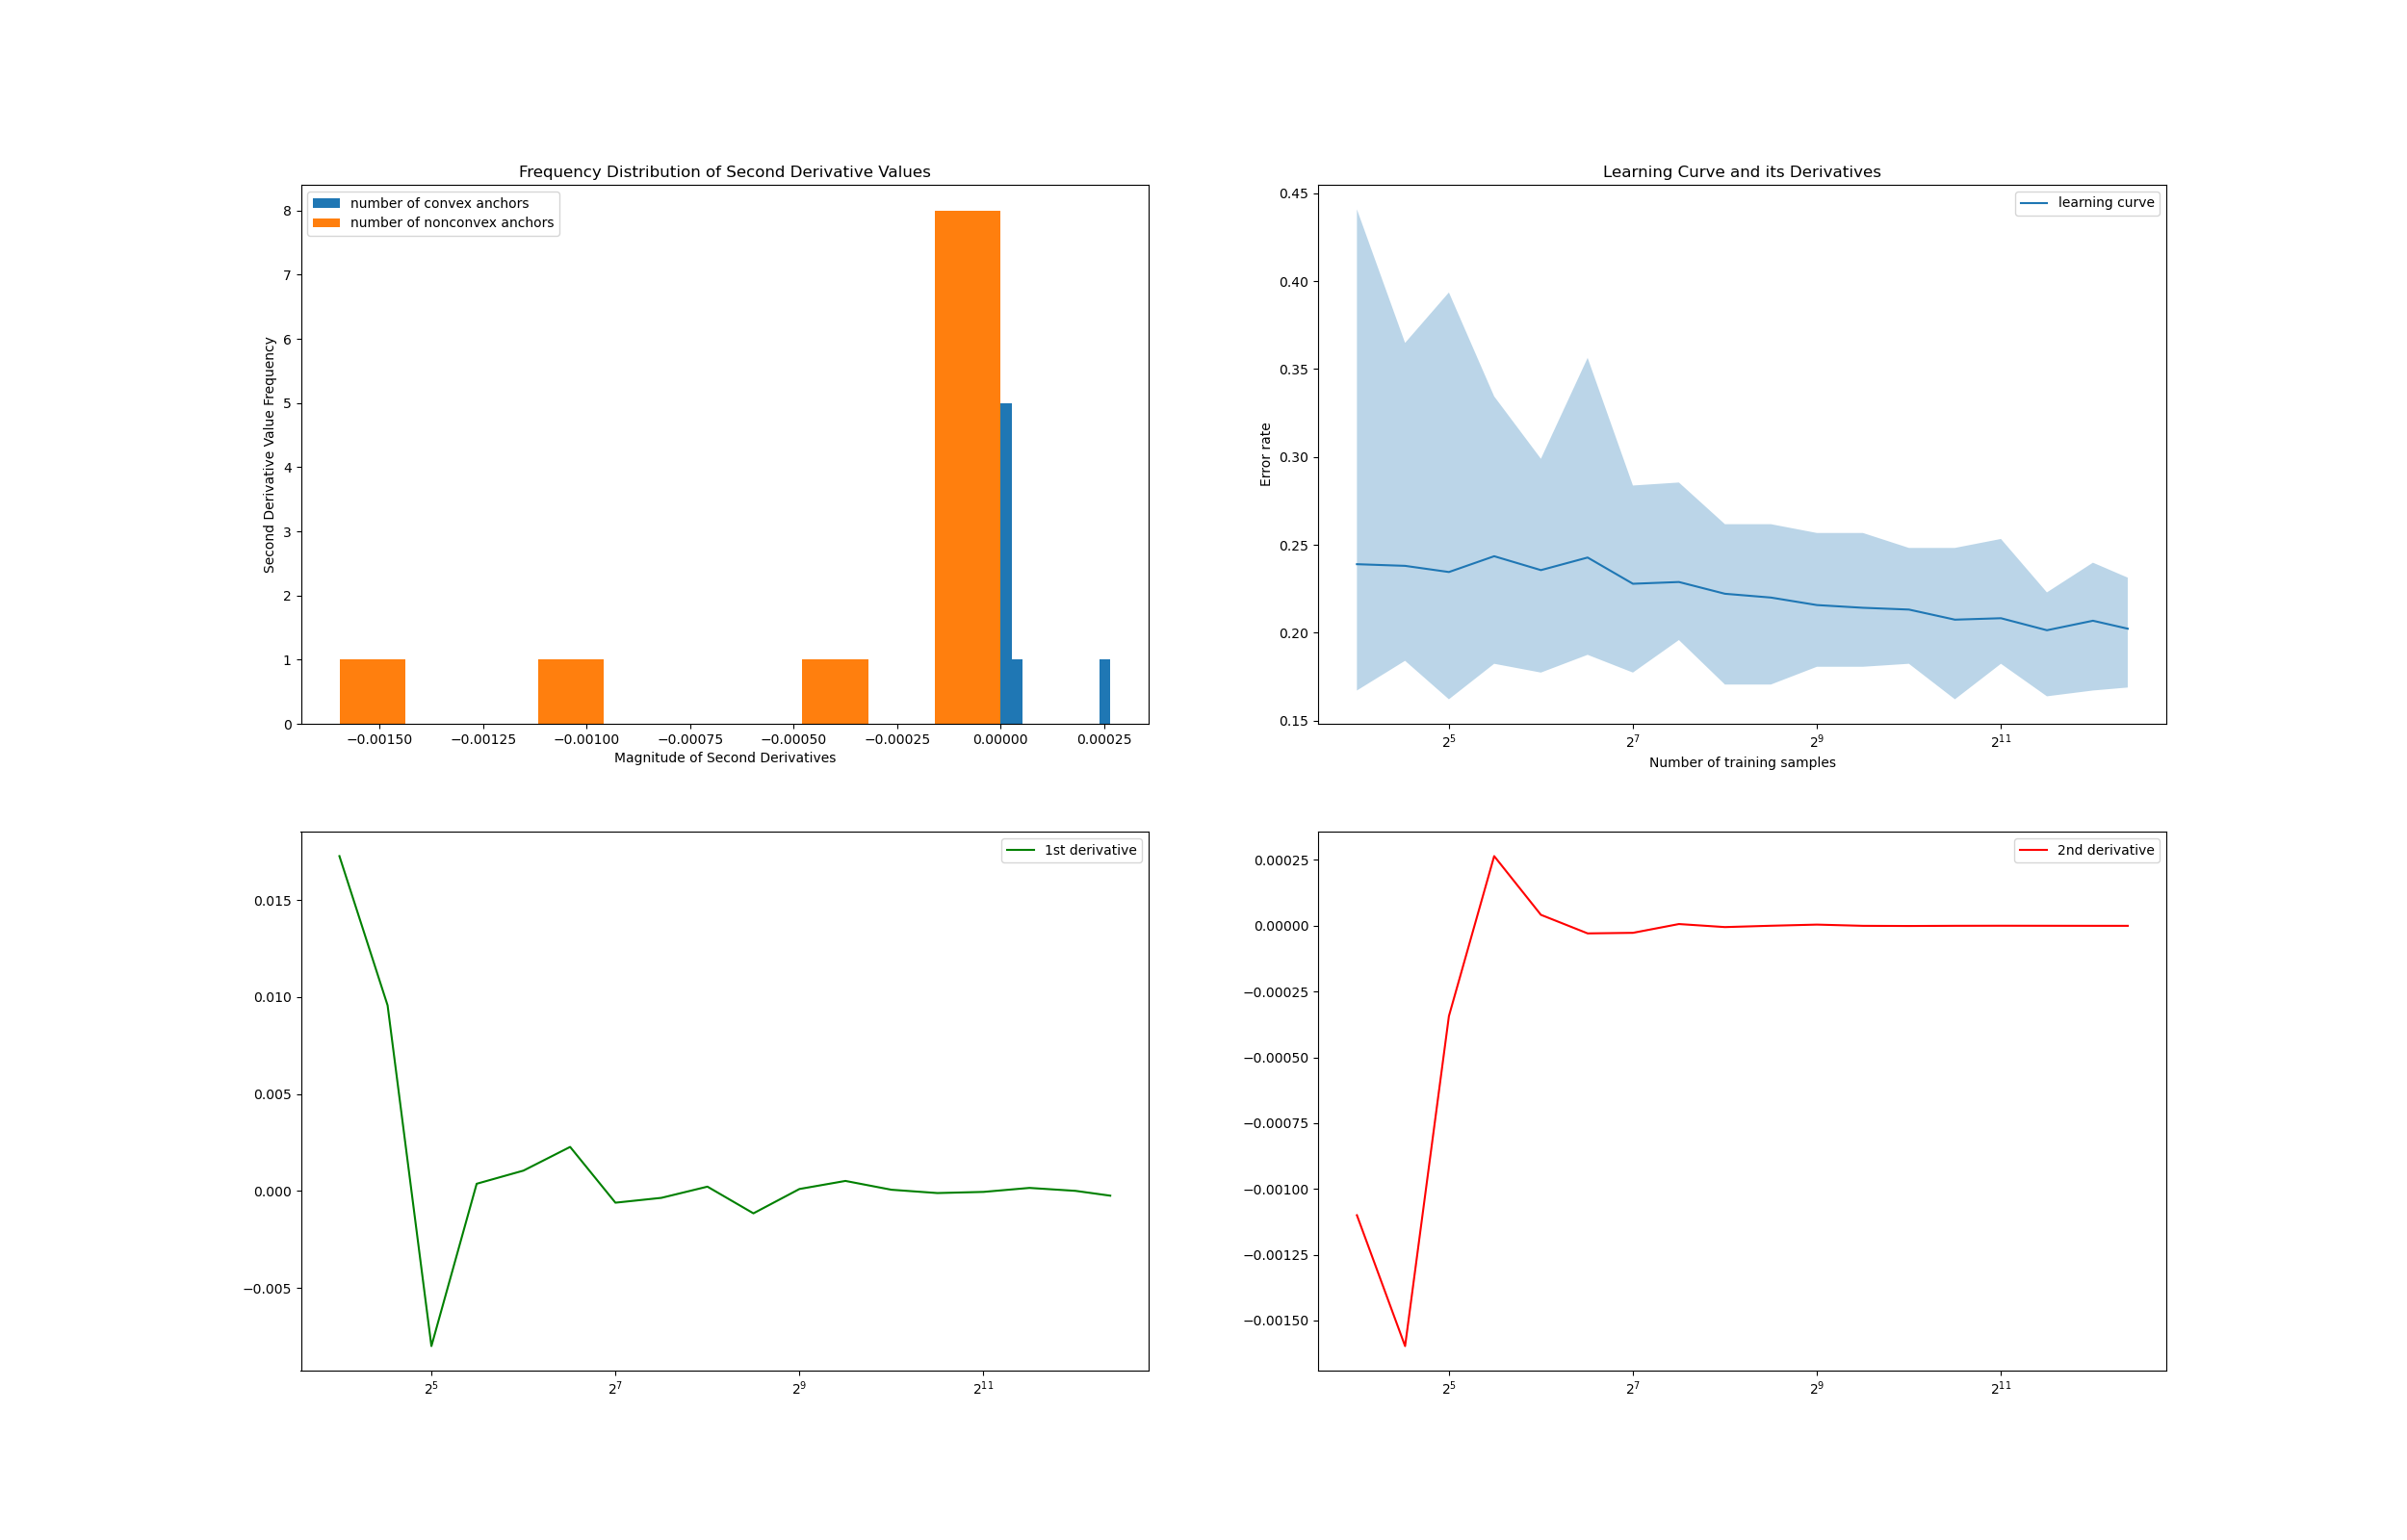 Frequency Distribution of Second Derivative Values
number of convex anchors
number of nonconvex anchors
8
7
6
5
4
3
2
1
0
Second Derivative Value Frequency
−0.00150 −0.00125 −0.00100 −0.00075 −0.00050 −0.00025 0.00000 0.00025
Magnitude of Second Derivatives
Learning Curve and its Derivatives
learning curve
0.45
0.40
0.35
0.30
0.25
0.20
0.15
Error rate
2^5 2^7 2^9 2^11
Number of training samples
1st derivative
0.015
0.010
0.005
0.000
−0.005
2^5 2^7 2^9 2^11
2nd derivative
0.00025
0.00000
−0.00025
−0.00050
−0.00075
−0.00100
−0.00125
−0.00150
2^5 2^7 2^9 2^11